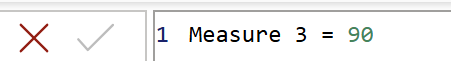 1 Measure 3 = 90